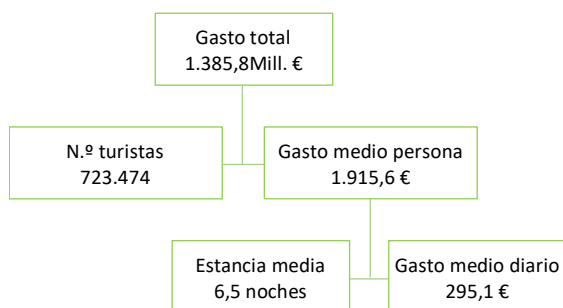 Gasto total
1.385,8Mill. €
N.º turistas
723.474
Gasto medio persona
1.915,6 €
Estancia media
6,5 noches
Gasto medio diario
295,1 €